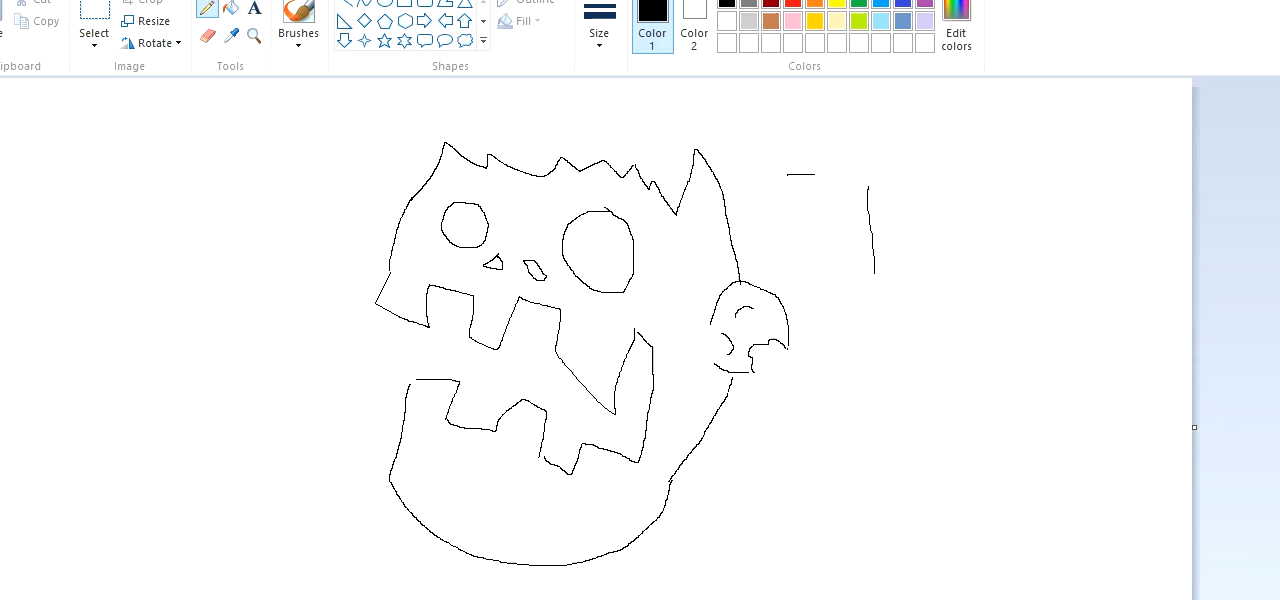 Cut
Crop
Outline
Copy
Resize
Fill
Select
Rotate
Brushes
Size
Color
1
Color
2
Edit
colors
A
Image
Tools
Shapes
Colors